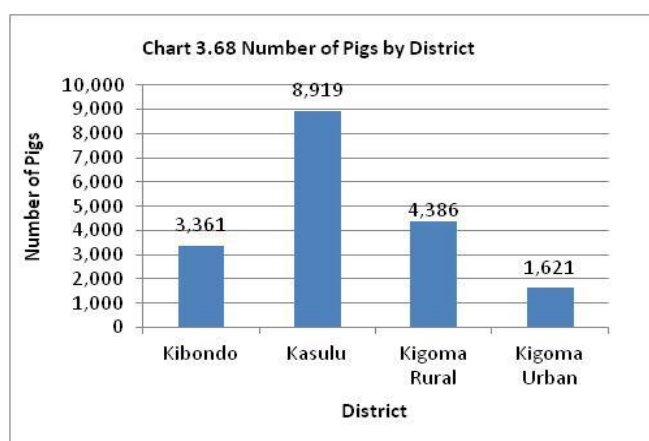 Chart 3.68 Number of Pigs by District
Number of Pigs
10,000
9,000
8,000
7,000
6,000
5,000
4,000
3,000
2,000
1,000
0
3,361
8,919
4,386
1,621
Kibondo
Kasulu
Kigoma
Rural
Kigoma
Urban
District